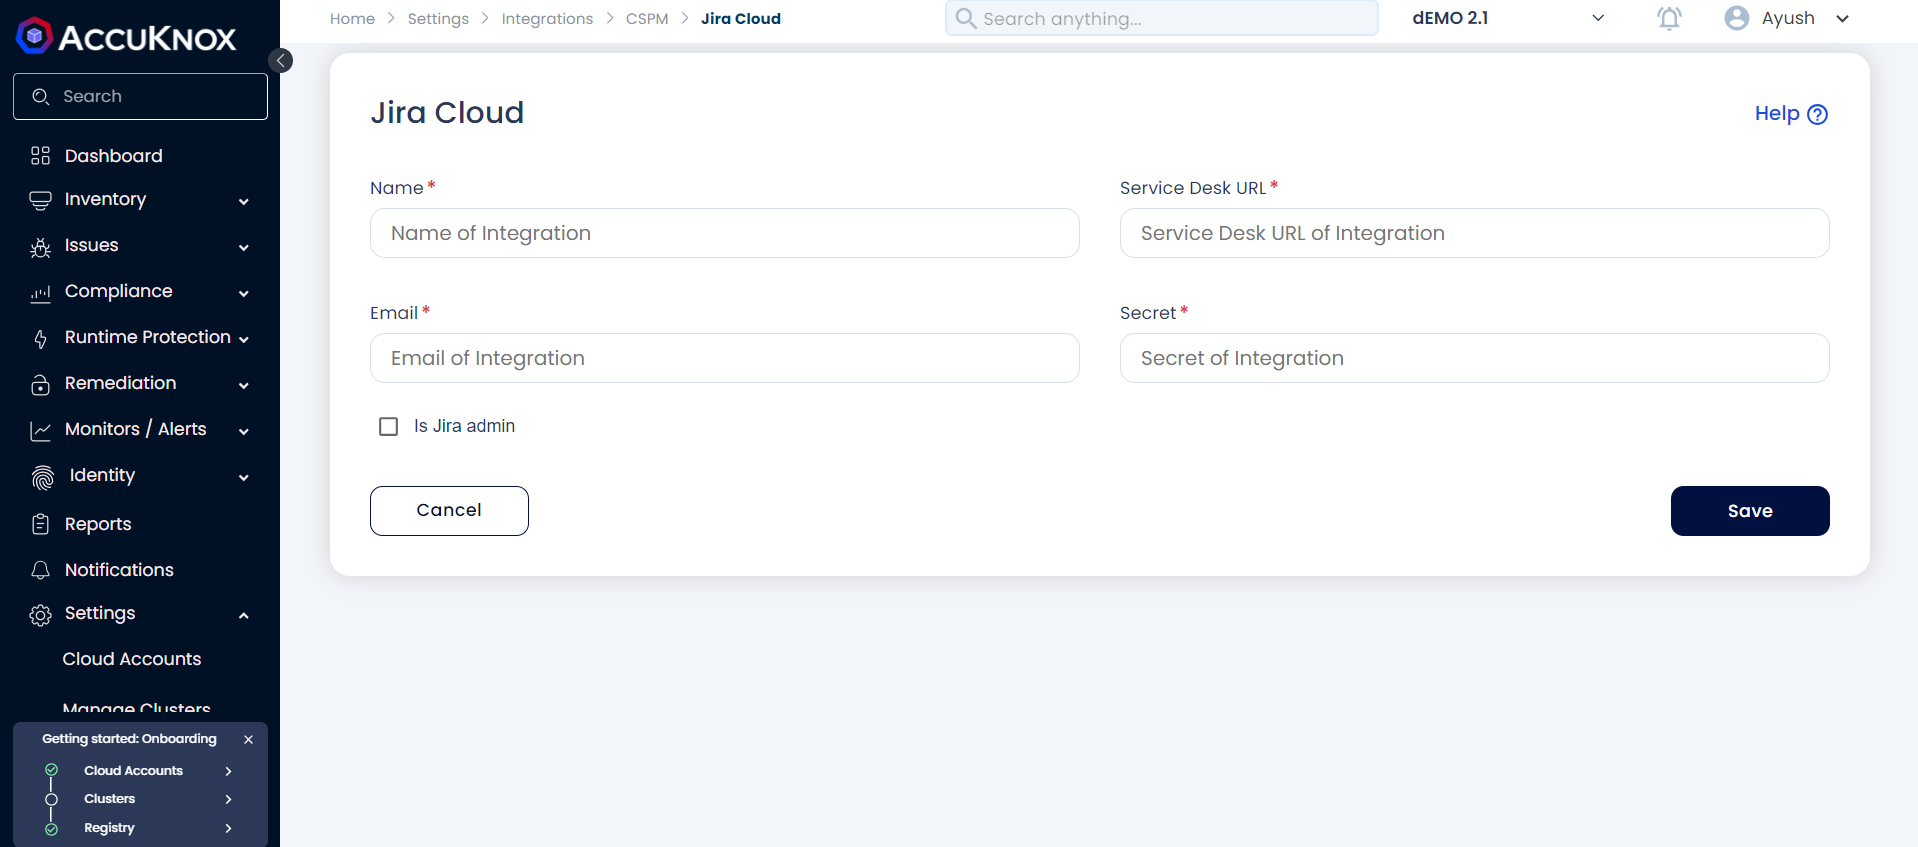 ACCUKNOX
Search
Dashboard
Inventory
Issues
Compliance
Runtime Protection
Remediation
Monitors / Alerts
Identity
Reports
Notifications
Settings
Cloud Accounts
Manage Clusters
Getting started: Onboarding
Cloud Accounts
Clusters
Registry
Home > Settings > Integrations > CSPM > Jira Cloud
Search anything...
dEMO 2.1
Ayush
Jira Cloud
Help
Name *
Service Desk URL *
Name of Integration
Service Desk URL of Integration
Email *
Secret *
Email of Integration
Secret of Integration
Is Jira admin
Cancel
Save